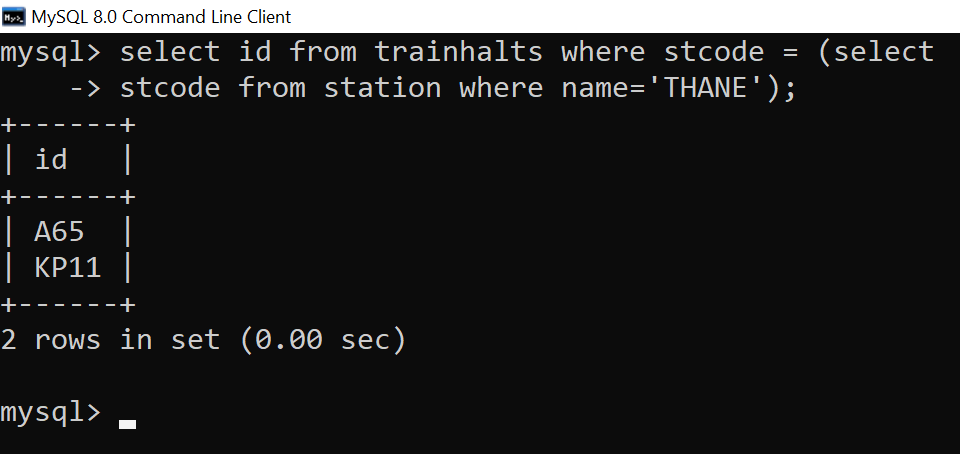 MySQL 8.0 Command Line Client
mysql> select id from trainhalts where stcode = (select
    -> stcode from station where name='THANE');
+------+
| id   |
+------+
| A65  |
| KP11 |
+------+
2 rows in set (0.00 sec)
mysql>